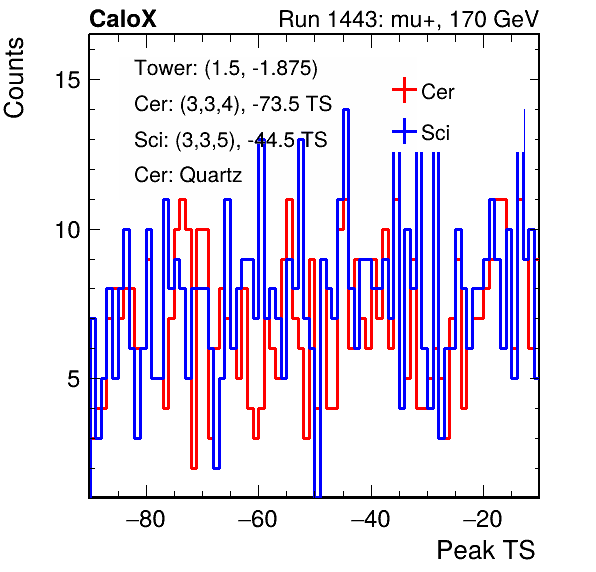 CaloX Run 1443: mu+, 170 GeV
Counts
Tower: (1.5, -1.875)
Cer: (3,3,4), -73.5 TS
Sci: (3,3,5), -44.5 TS
Cer: Quartz
Cer
Sci
15
10
5
−80 −60 −40 −20
Peak TS